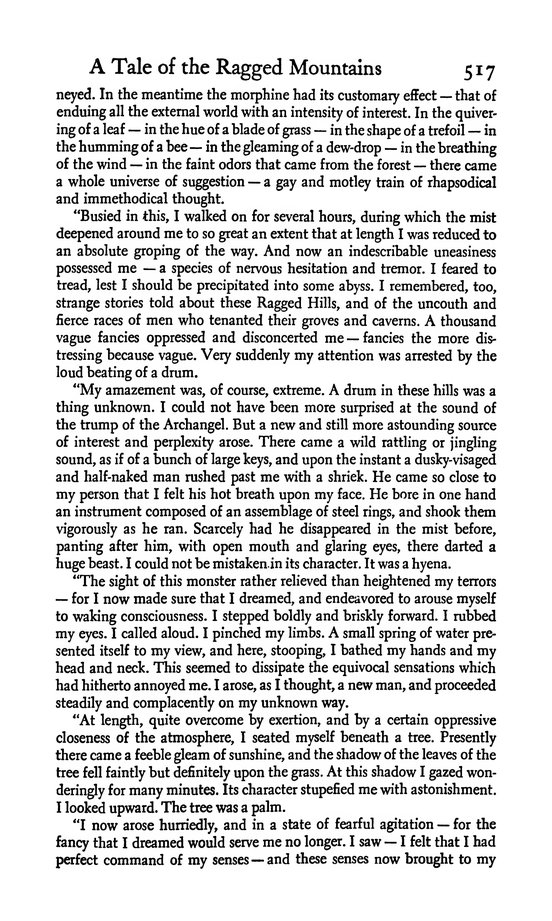 A Tale of the Ragged Mountains 517
neyed. In the meantime the morphine had its customary effect — that of
enduing all the external world with an intensity of interest. In the quiver-
ing of a leaf — in the hue of a blade of grass — in the shape of a trefoil — in
the humming of a bee — in the gleaming of a dew-drop — in the breathing
of the wind — in the faint odors that came from the forest — there came
a whole universe of suggestion — a gay and motley train of rhapsodical
and immethodical thought.
"Busied in this, I walked on for several hours, during which the mist
deepened around me to so great an extent that at length I was reduced to
an absolute groping of the way. And now an indescribable uneasiness
possessed me — a species of nervous hesitation and tremor. I feared to
tread, lest I should be precipitated into some abyss. I remembered, too,
strange stories told about these Ragged Hills, and of the uncouth and
fierce races of men who tenanted their groves and caverns. A thousand
vague fancies oppressed and disconcerted me — fancies the more dis-
tressing because vague. Very suddenly my attention was arrested by the
loud beating of a drum.
"My amazement was, of course, extreme. A drum in these hills was a
thing unknown. I could not have been more surprised at the sound of
the trump of the Archangel. But a new and still more astounding source
of interest and perplexity arose. There came a wild rattling or jingling
sound, as if of a bunch of large keys, and upon the instant a dusky-visaged
and half-naked man rushed past me with a shriek. He came so close to
my person that I felt his hot breath upon my face. He bore in one hand
an instrument composed of an assemblage of steel rings, and shook them
vigorously as he ran. Scarcely had he disappeared in the mist before,
panting after him, with open mouth and glaring eyes, there darted a
huge beast. I could not be mistaken in its character. It was a hyena.
"The sight of this monster rather relieved than heightened my terrors
— for I now made sure that I dreamed, and endeavored to arouse myself
to waking consciousness. I stepped boldly and briskly forward. I rubbed
my eyes. I called aloud. I pinched my limbs. A small spring of water pre-
sented itself to my view, and here, stooping, I bathed my hands and my
head and neck. This seemed to dissipate the equivocal sensations which
had hitherto annoyed me. I arose, as I thought, a new man, and proceeded
steadily and complacently on my unknown way.
"At length, quite overcome by exertion, and by a certain oppressive
closeness of the atmosphere, I seated myself beneath a tree. Presently
there came a feeble gleam of sunshine, and the shadow of the leaves of the
tree fell faintly but definitely upon the grass. At this shadow I gazed won-
deringly for many minutes. Its character stupefied me with astonishment.
I looked upward. The tree was a palm.
"I now arose hurriedly, and in a state of fearful agitation — for the
fancy that I dreamed would serve me no longer. I saw — I felt that I had
perfect command of my senses — and these senses now brought to my